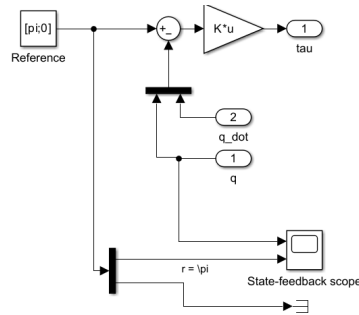 [pi;0]
Reference
+
−
K*u
1
tau
2
q_dot
1
q
r = \pi
State-feedback scope